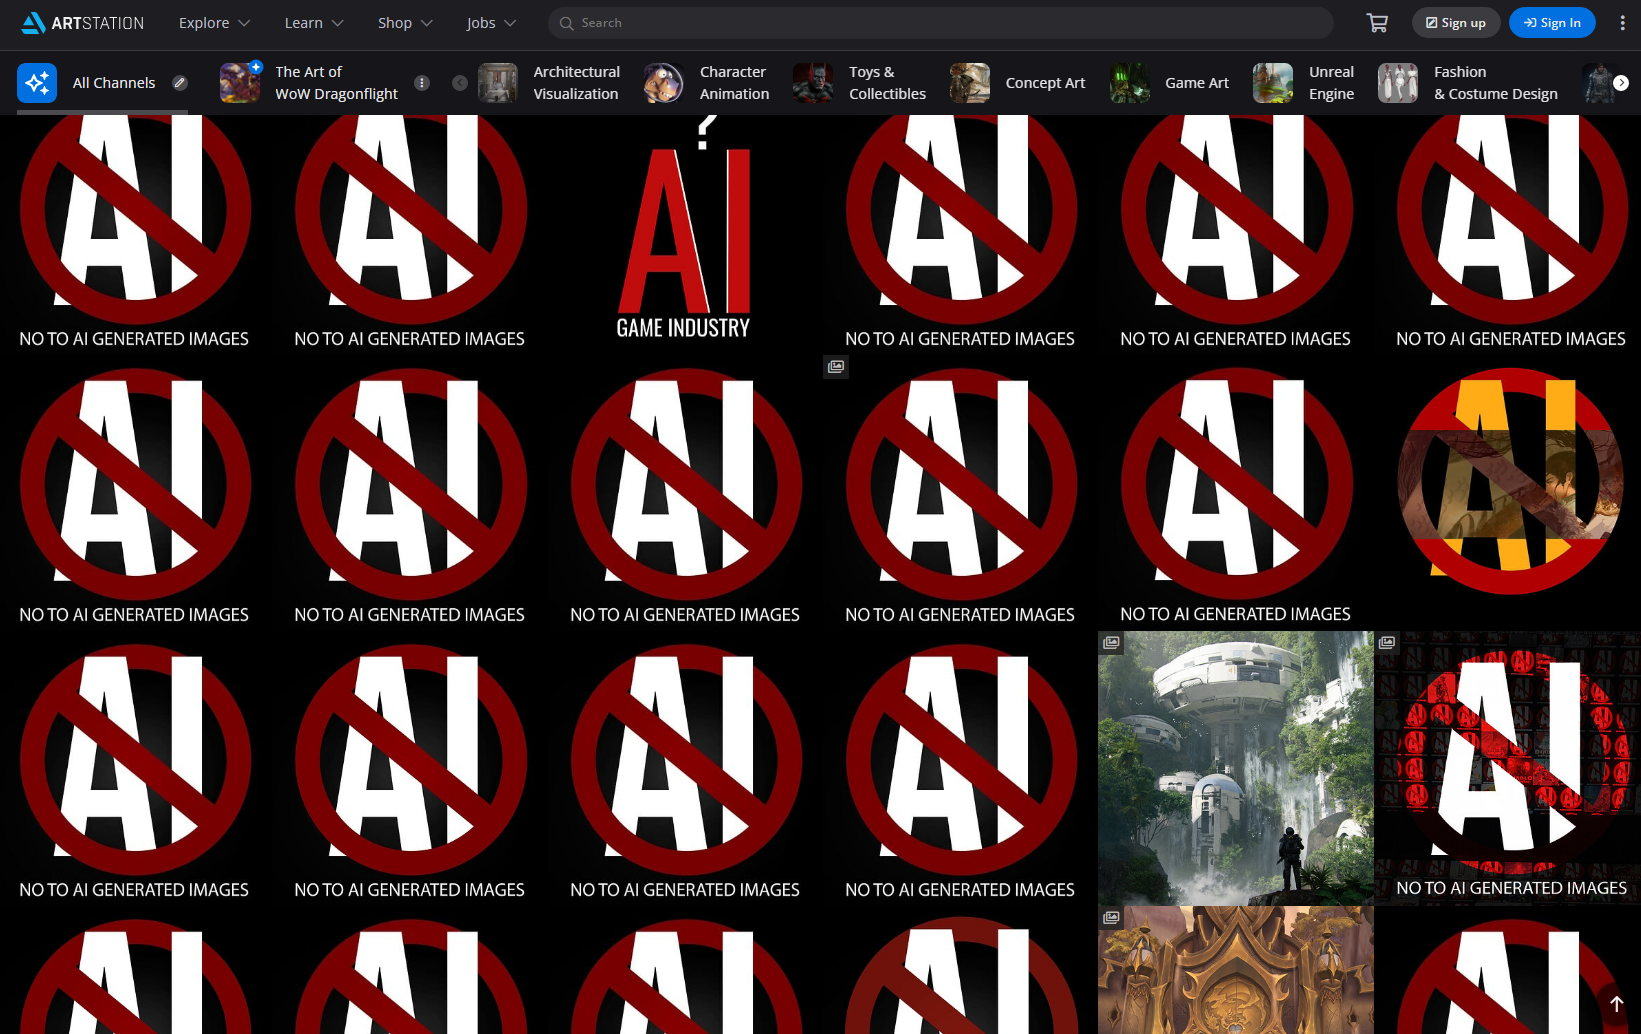 ARTSTATION
Explore
Learn
Shop
Jobs
Search
Sign up
Sign In
All Channels
The Art of
WoW Dragonflight
Architectural
Visualization
Character
Animation
Toys &
Collectibles
Concept Art
Game Art
Unreal
Engine
Fashion
& Costume Design
AI
NO TO AI GENERATED IMAGES
AI
NO TO AI GENERATED IMAGES
?
AI
GAME INDUSTRY
AI
NO TO AI GENERATED IMAGES
AI
NO TO AI GENERATED IMAGES
AI
NO TO AI GENERATED IMAGES
AI
NO TO AI GENERATED IMAGES
AI
NO TO AI GENERATED IMAGES
AI
NO TO AI GENERATED IMAGES
AI
NO TO AI GENERATED IMAGES
AI
NO TO AI GENERATED IMAGES
AI
AI
NO TO AI GENERATED IMAGES
AI
NO TO AI GENERATED IMAGES
AI
NO TO AI GENERATED IMAGES
AI
NO TO AI GENERATED IMAGES
AI
NO TO AI GENERATED IMAGES
AI
AI
AI
AI
AI